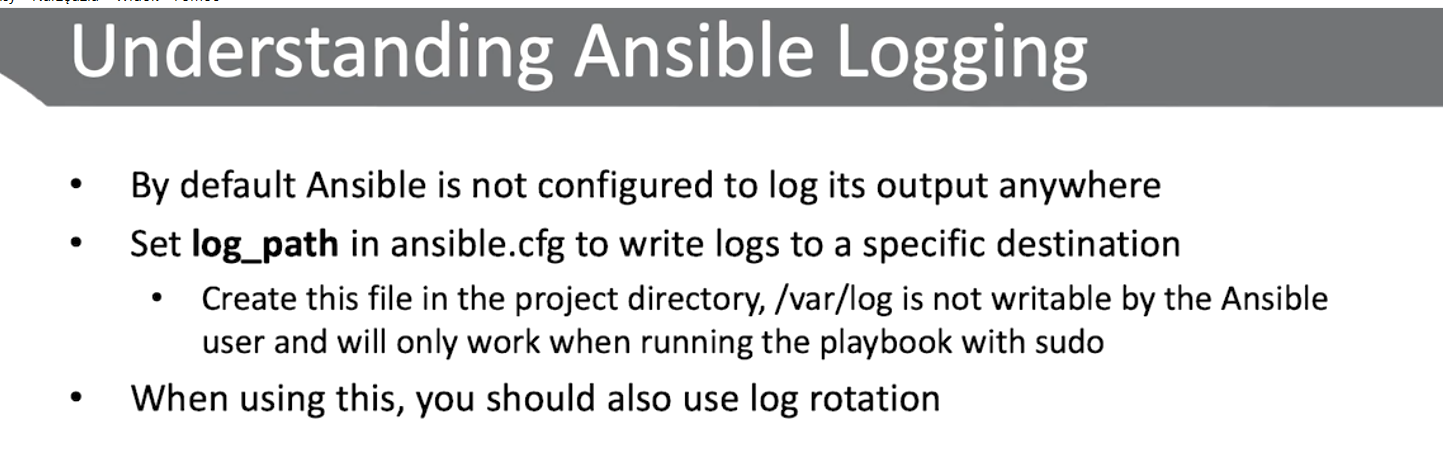 Understanding Ansible Logging
• By default Ansible is not configured to log its output anywhere
• Set log_path in ansible.cfg to write logs to a specific destination
• Create this file in the project directory, /var/log is not writable by the Ansible
user and will only work when running the playbook with sudo
• When using this, you should also use log rotation